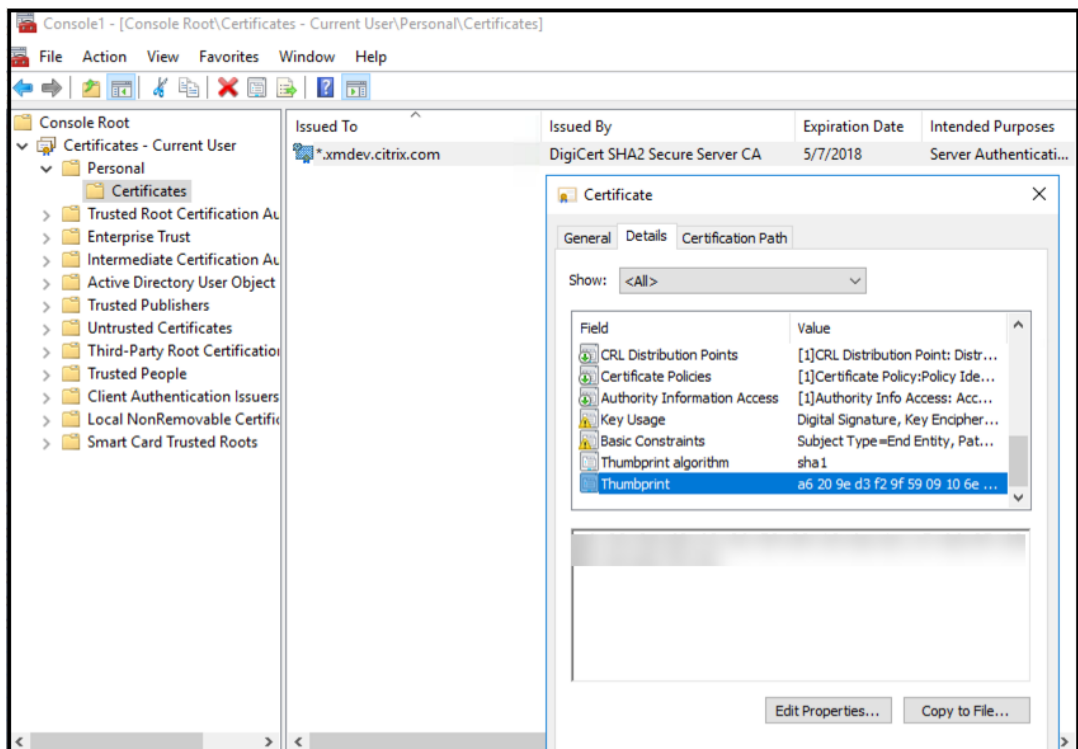 Console1 - [Console Root\Certificates - Current User\Personal\Certificates]
File Action View Favorites Window Help
Console Root
Certificates - Current User
Personal
Certificates
Trusted Root Certification Au
Enterprise Trust
Intermediate Certification Au
Active Directory User Object
Trusted Publishers
Untrusted Certificates
Third-Party Root Certification
Trusted People
Client Authentication Issuers
Local NonRemovable Certific
Smart Card Trusted Roots
Issued To Issued By Expiration Date Intended Purposes
*.xmdev.citrix.com DigiCert SHA2 Secure Server CA 5/7/2018 Server Authenticati...
Certificate
General Details Certification Path
Show: <All>
Field Value
CRL Distribution Points [1]CRL Distribution Point: Distr...
Certificate Policies [1]Certificate Policy:Policy Ide...
Authority Information Access [1]Authority Info Access: Acc...
Key Usage Digital Signature, Key Encipher...
Basic Constraints Subject Type=End Entity, Pat...
Thumbprint algorithm sha1
Thumbprint a6 20 9e d3 f2 9f 59 09 10 6e ...
Edit Properties... Copy to File...